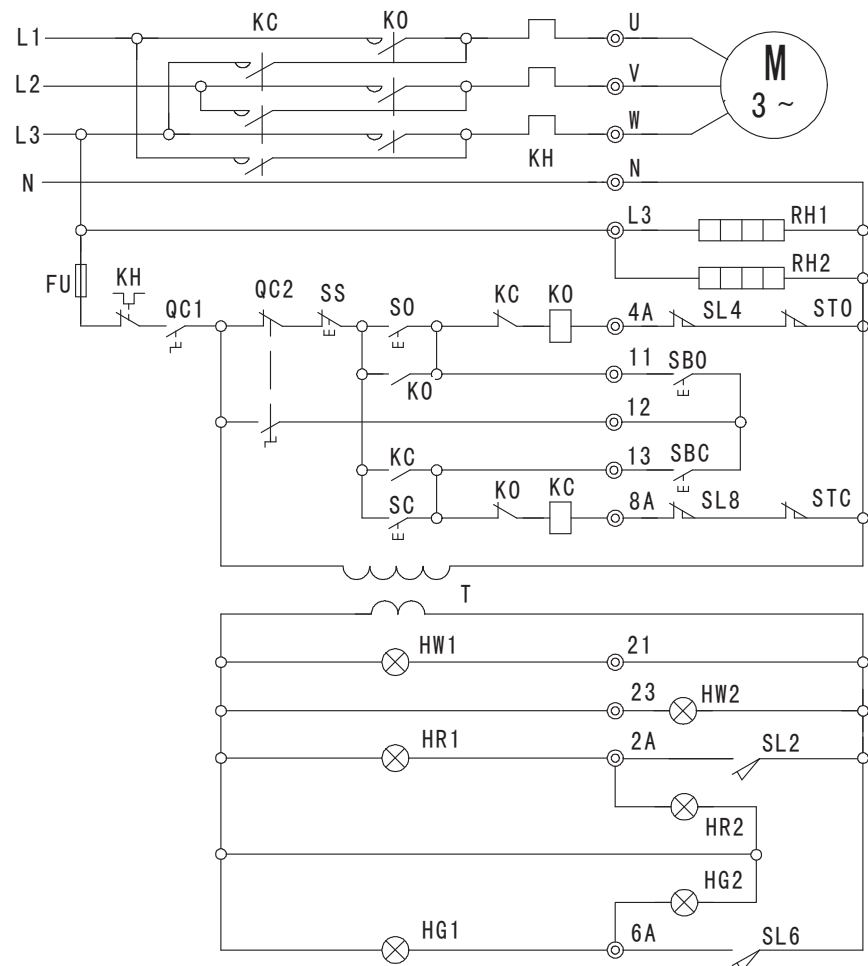 KC KO U
L1
L2 V
M
3 ~
L3 W
KH
N N
L3 RH1
RH2
FU KH
QC1 QC2 SS SO KC KO 4A SL4 STO
KO 11 SBO
12
KC 13 SBC
SC KO KC 8A SL8 STC
T
HW1 21
23 HW2
HR1 2A SL2
HR2
HG2
HG1 6A SL6